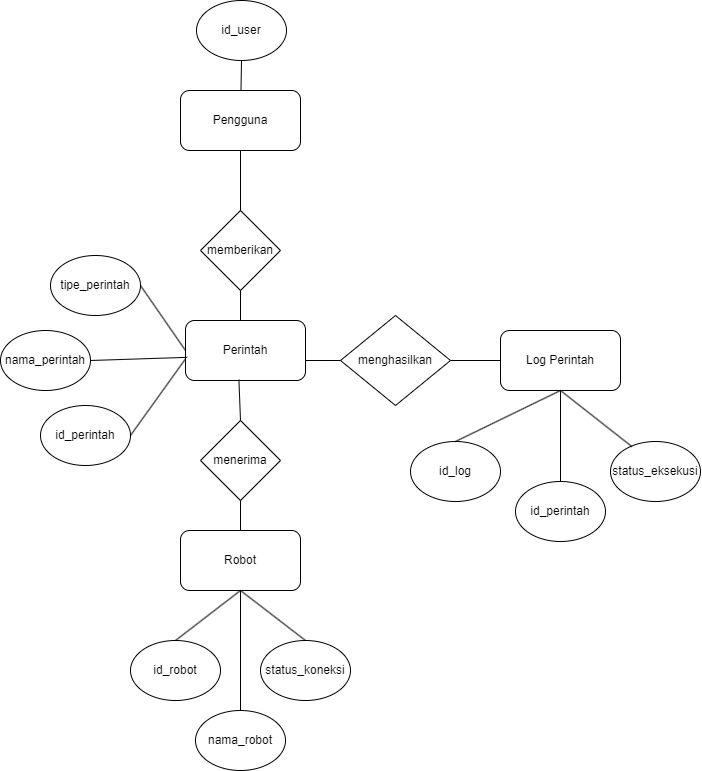 id_user
Pengguna
memberikan
tipe_perintah
nama_perintah
id_perintah
Perintah
menghasilkan
Log Perintah
id_log
id_perintah
status_eksekusi
menerima
Robot
id_robot
status_koneksi
nama_robot